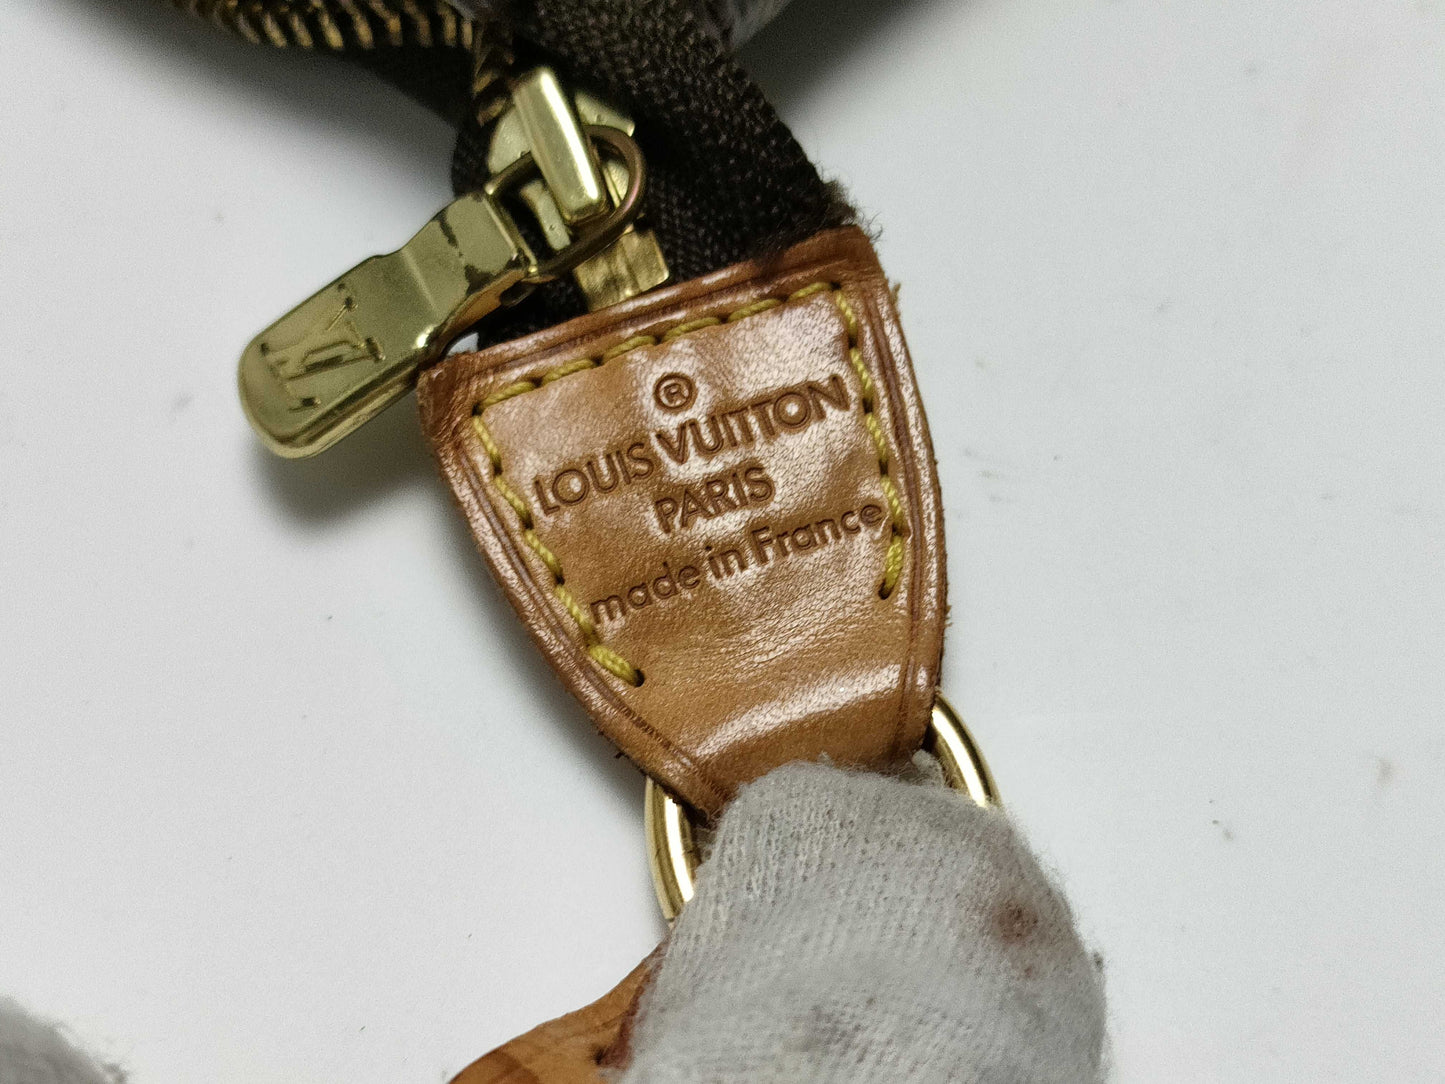 ®
LOUIS VUITTON
PARIS
made in France
LV